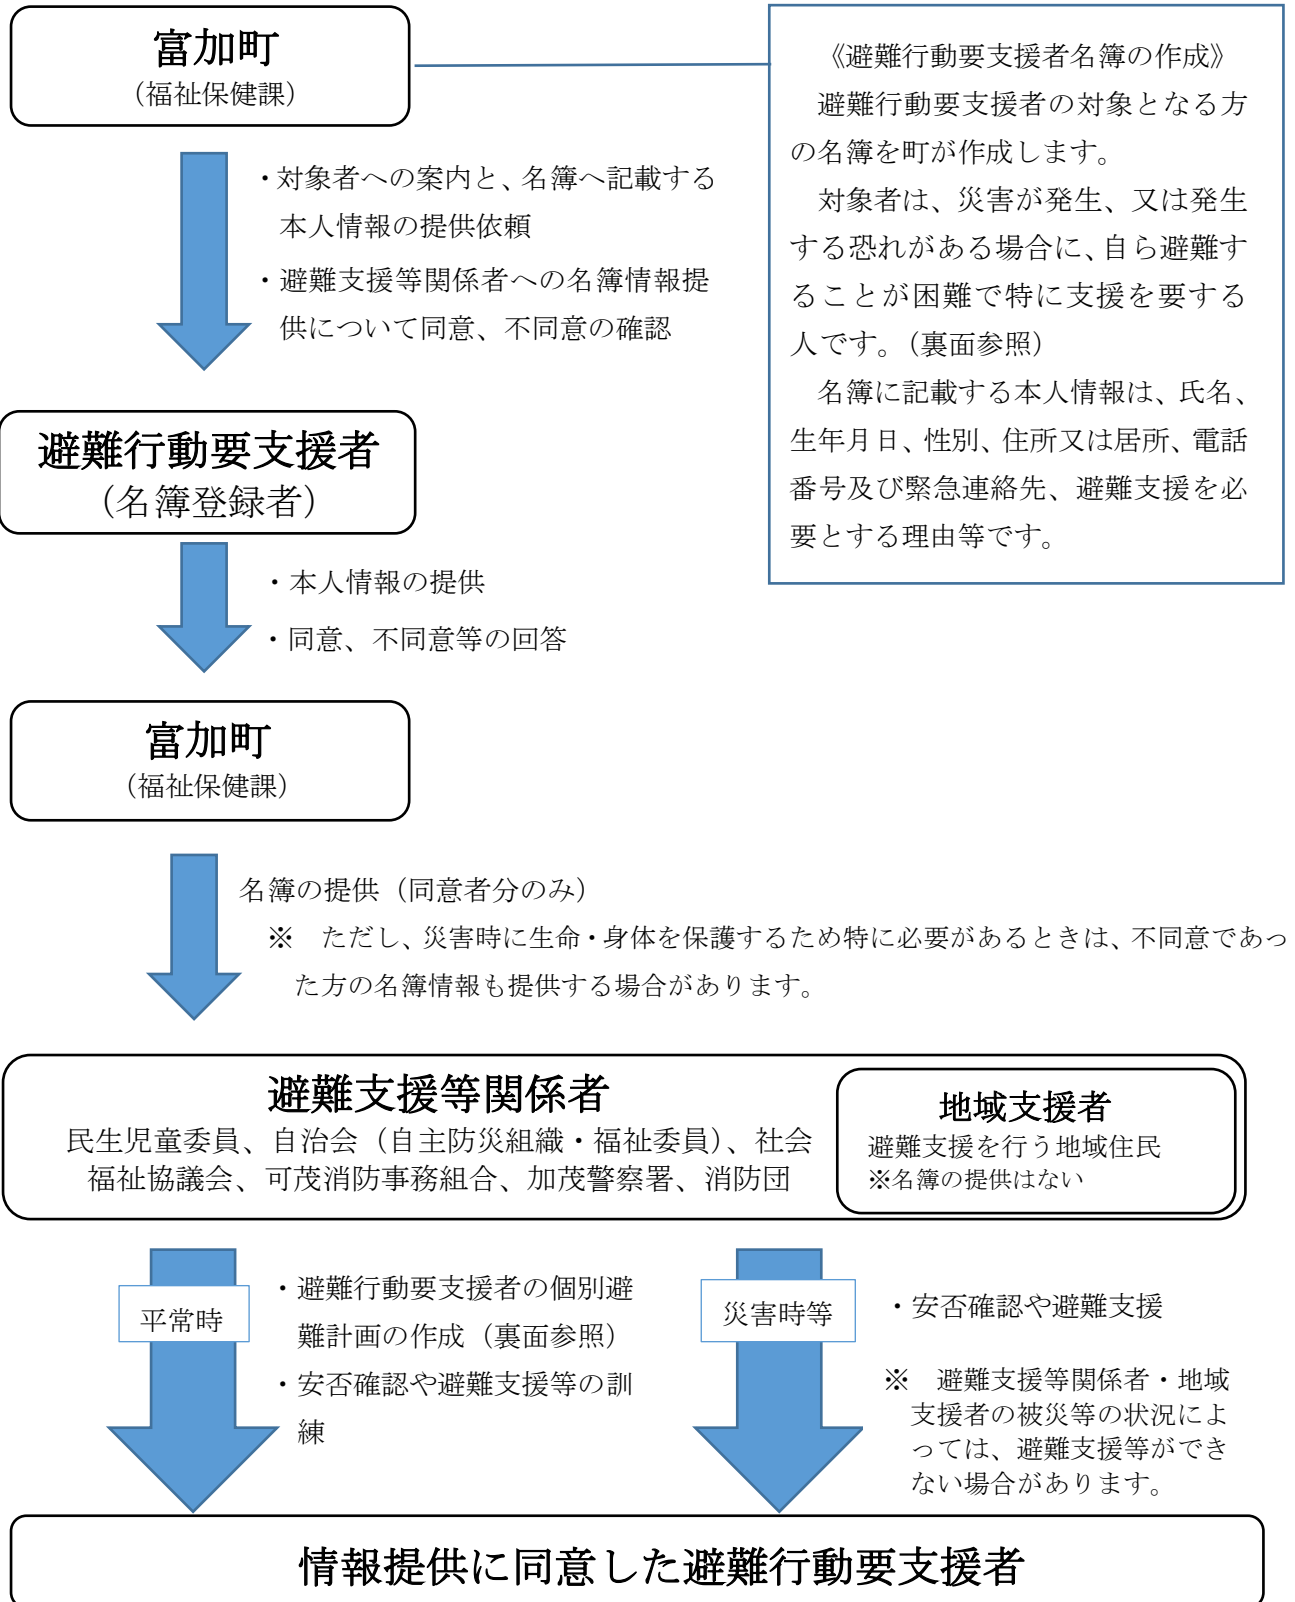 富加町
（福祉保健課）
《避難行動要支援者名簿の作成》
避難行動要支援者の対象となる方
の名簿を町が作成します。
対象者は、災害が発生、又は発生
する恐れがある場合に、自ら避難す
ることが困難で特に支援を要する
人です。（裏面参照）
名簿に記載する本人情報は、氏名、
生年月日、性別、住所又は居所、電話
番号及び緊急連絡先、避難支援を必
要とする理由等です。
・対象者への案内と、名簿へ記載する
本人情報の提供依頼
・避難支援等関係者への名簿情報提
供について同意、不同意の確認
避難行動要支援者
（名簿登録者）
・本人情報の提供
・同意、不同意等の回答
富加町
（福祉保健課）
名簿の提供（同意者分のみ）
※　ただし、災害時に生命・身体を保護するため特に必要があるときは、不同意であっ
た方の名簿情報も提供する場合があります。
避難支援等関係者
民生児童委員、自治会（自主防災組織・福祉委員）、社会
福祉協議会、可茂消防事務組合、加茂警察署、消防団
地域支援者
避難支援を行う地域住民
※名簿の提供はない
平常時
・避難行動要支援者の個別避
難計画の作成（裏面参照）
・安否確認や避難支援等の訓
練
災害時等
・安否確認や避難支援
※　避難支援等関係者・地域
支援者の被災等の状況によ
っては、避難支援等ができ
ない場合があります。
情報提供に同意した避難行動要支援者